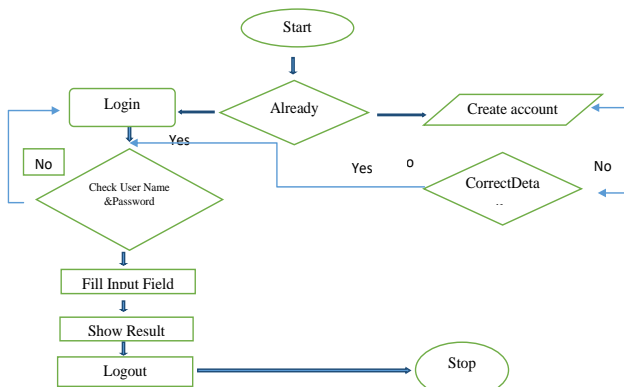 Start
Login
Already
Create account
Yes
No
Yes
o
No
Check User Name
&Password
CorrectDeta
Fill Input Field
Show Result
Logout
Stop